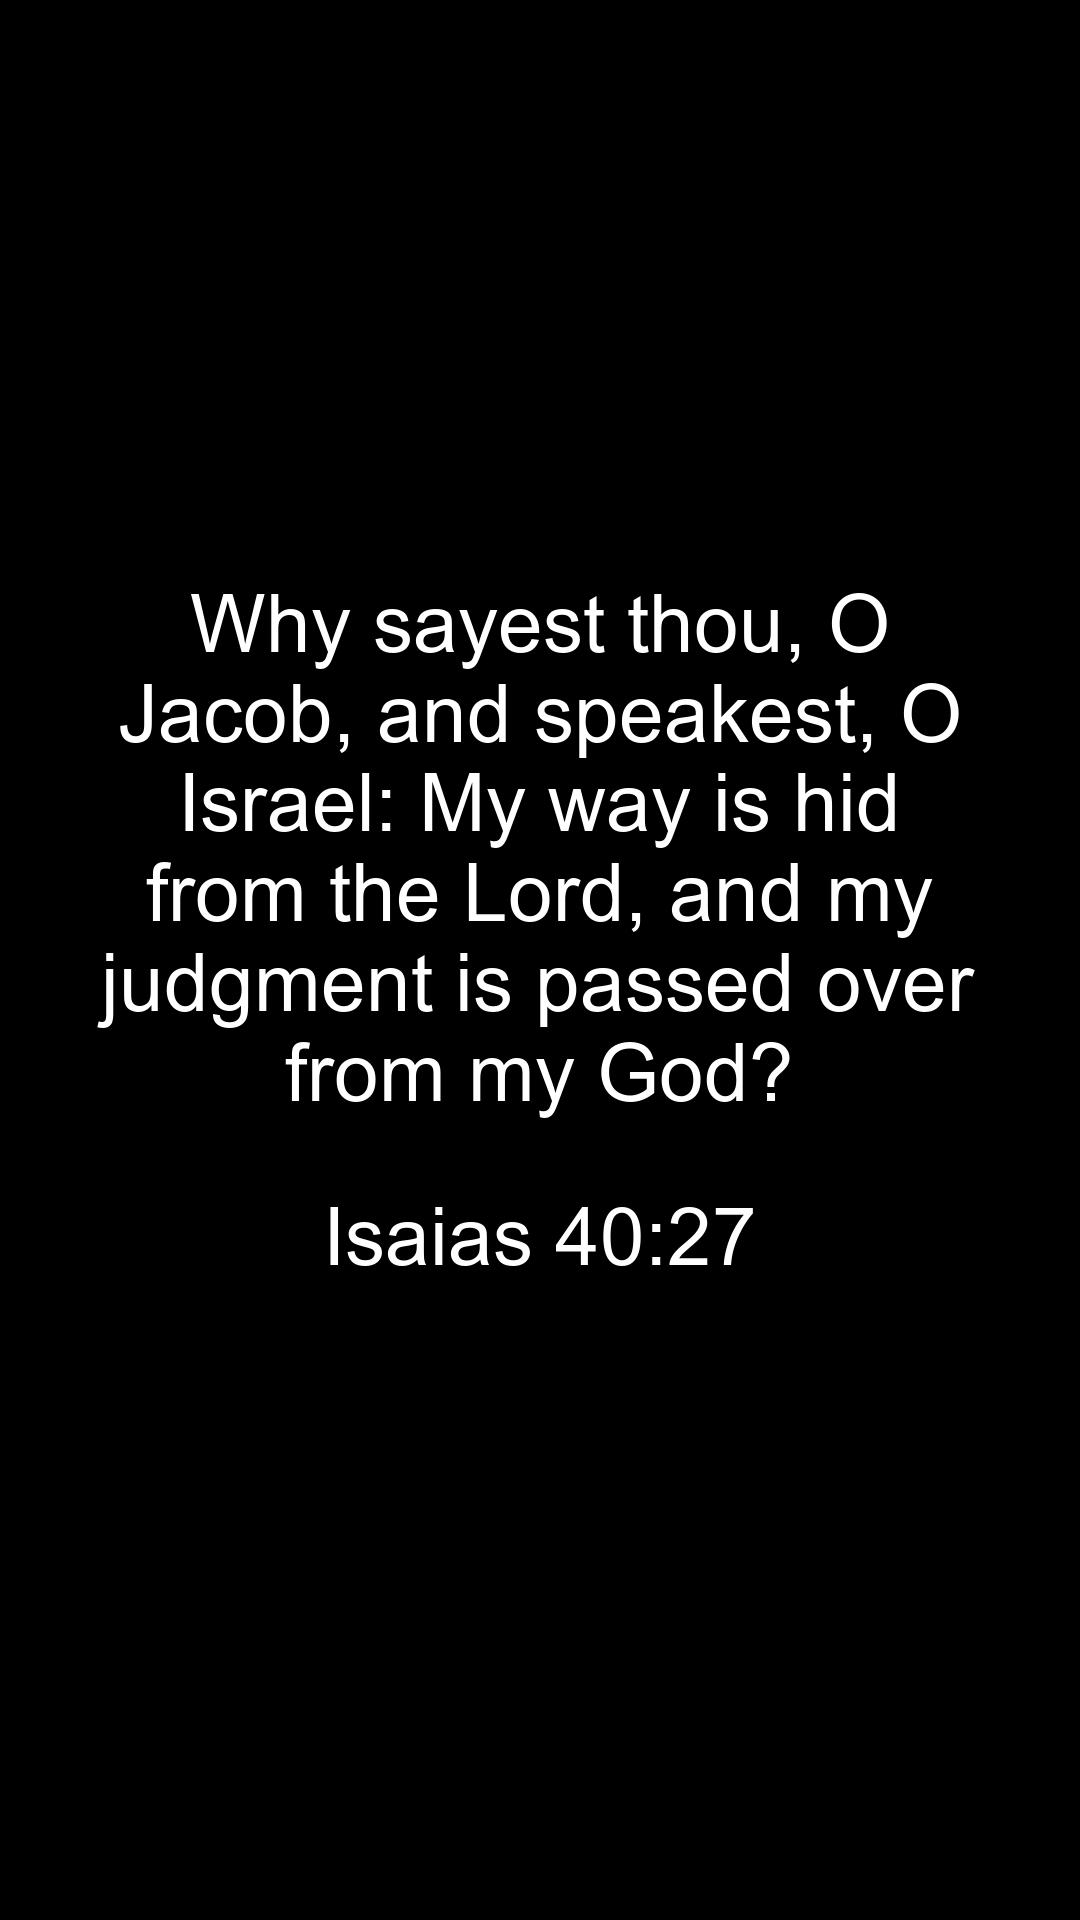 Why sayest thou, O
Jacob, and speakest, O
Israel: My way is hid
from the Lord, and my
judgment is passed over
from my God?
Isaias 40:27